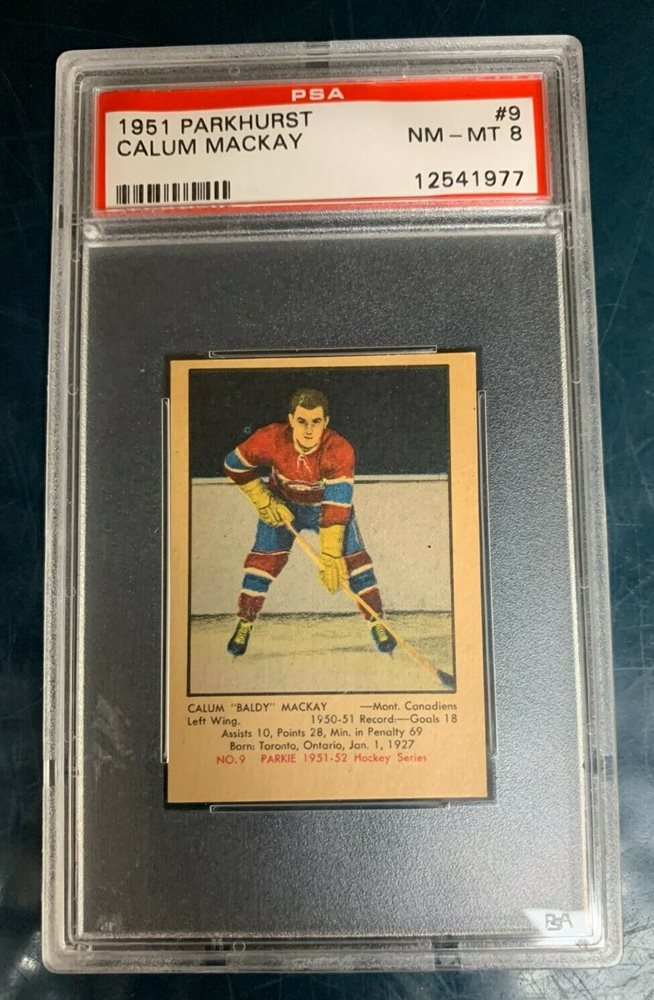 PSA
1951 PARKHURST #9
CALUM MACKAY NM - MT 8
12541977
CALUM "BALDY" MACKAY —Mont. Canadiens
Left Wing. 1950-51 Record:—Goals 18
Assists 10, Points 28, Min. in Penalty 69
Born: Toronto, Ontario, Jan. 1, 1927
NO. 9 PARKIE 1951-52 Hockey Series
PSA